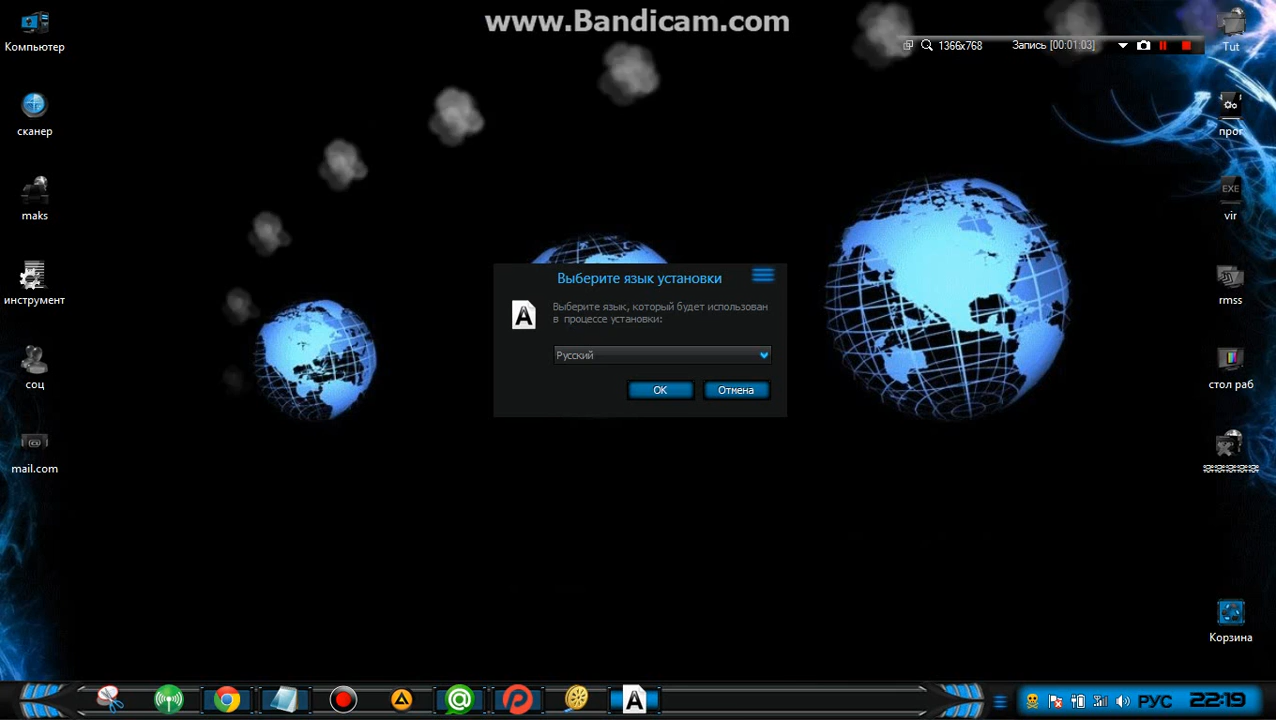 www.Bandicam.com
1366x768 Запись [00:01:03]
Компьютер
Tut
сканер
прог
maks
EXE
vir
Выберите язык установки
Выберите язык, который будет использован
в процессе установки:
A
инструмент
rmss
Русский
соц
стол раб
OK Отмена
mail.com
Корзина
A
РУС 22:19